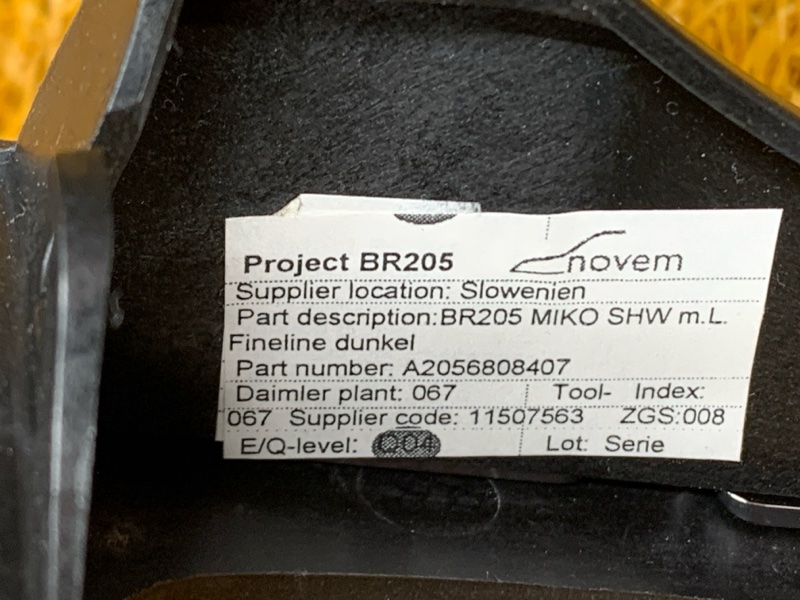 Project BR205
novem
Supplier location: Slowenien
Part description:BR205 MIKO SHW m.L.
Fineline dunkel
Part number: A2056808407
Daimler plant: 067 Tool- Index:
067 Supplier code: 11507563 ZGS:008
E/Q-level: Q04 Lot: Serie